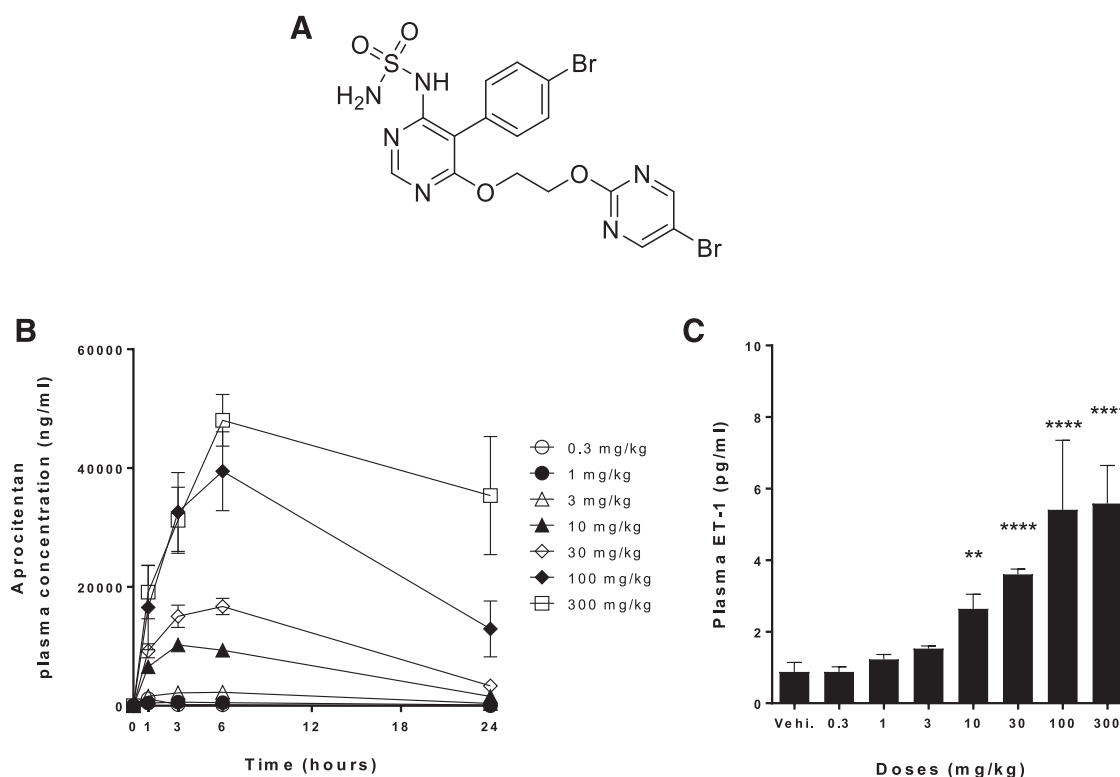 A
O
O
S
NH
H2N
Br
N
N
O
O
N
N
Br
B
Aprocitentan
plasma concentration (ng/ml)
60000
40000
20000
0
0 1 3 6 12 18 24
Time (hours)
0.3 mg/kg
1 mg/kg
3 mg/kg
10 mg/kg
30 mg/kg
100 mg/kg
300 mg/kg
C
Plasma ET-1 (pg/ml)
10
8
6
4
2
0
**
****
****
****
Vehi. 0.3 1 3 10 30 100 300
Doses (mg/kg)